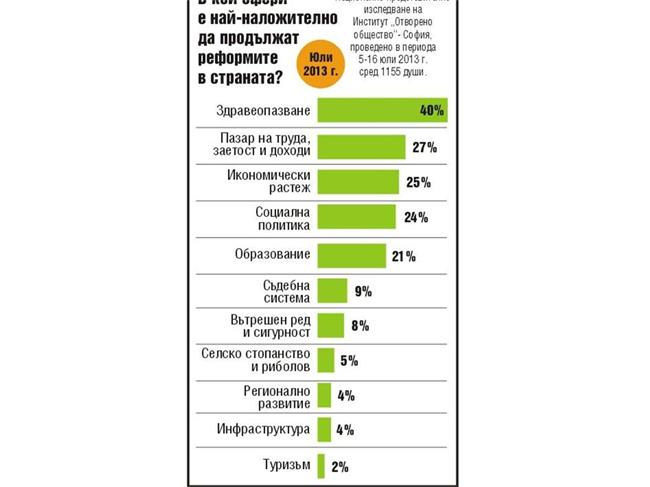 В кои сфери
е най-наложително
да продължат
реформите
в страната?
Юли
2013 г.
изследване на
Институт „Отворено
общество“- София,
проведено в периода
5-16 юли 2013 г.
сред 1155 души.
Здравеопазване 40%
Пазар на труда,
заетост и доходи 27%
Икономически
растеж 25%
Социална
политика 24%
Образование 21%
Съдебна
система 9%
Вътрешен ред
и сигурност 8%
Селско стопанство
и риболов 5%
Регионално
развитие 4%
Инфраструктура 4%
Туризъм 2%